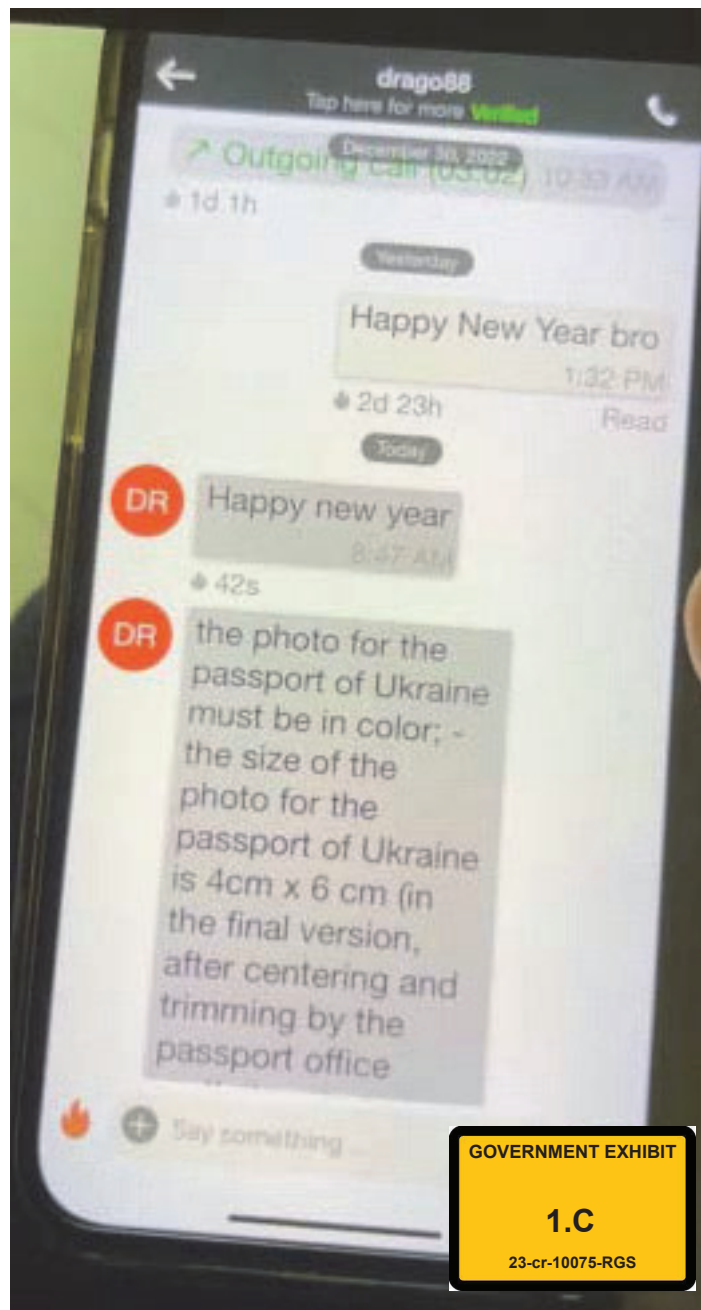 drago88
Tap here for more Verified
December 30, 2022
Outgoing call (03:02) 10:33 AM
1d 1h
Yesterday
Happy New Year bro
1:32 PM
2d 23h
Read
Today
DR
Happy new year
8:47 AM
42s
DR
the photo for the
passport of Ukraine
must be in color; -
the size of the
photo for the
passport of Ukraine
is 4cm x 6 cm (in
the final version,
after centering and
trimming by the
passport office
Say something ...
GOVERNMENT EXHIBIT
1.C
23-cr-10075-RGS